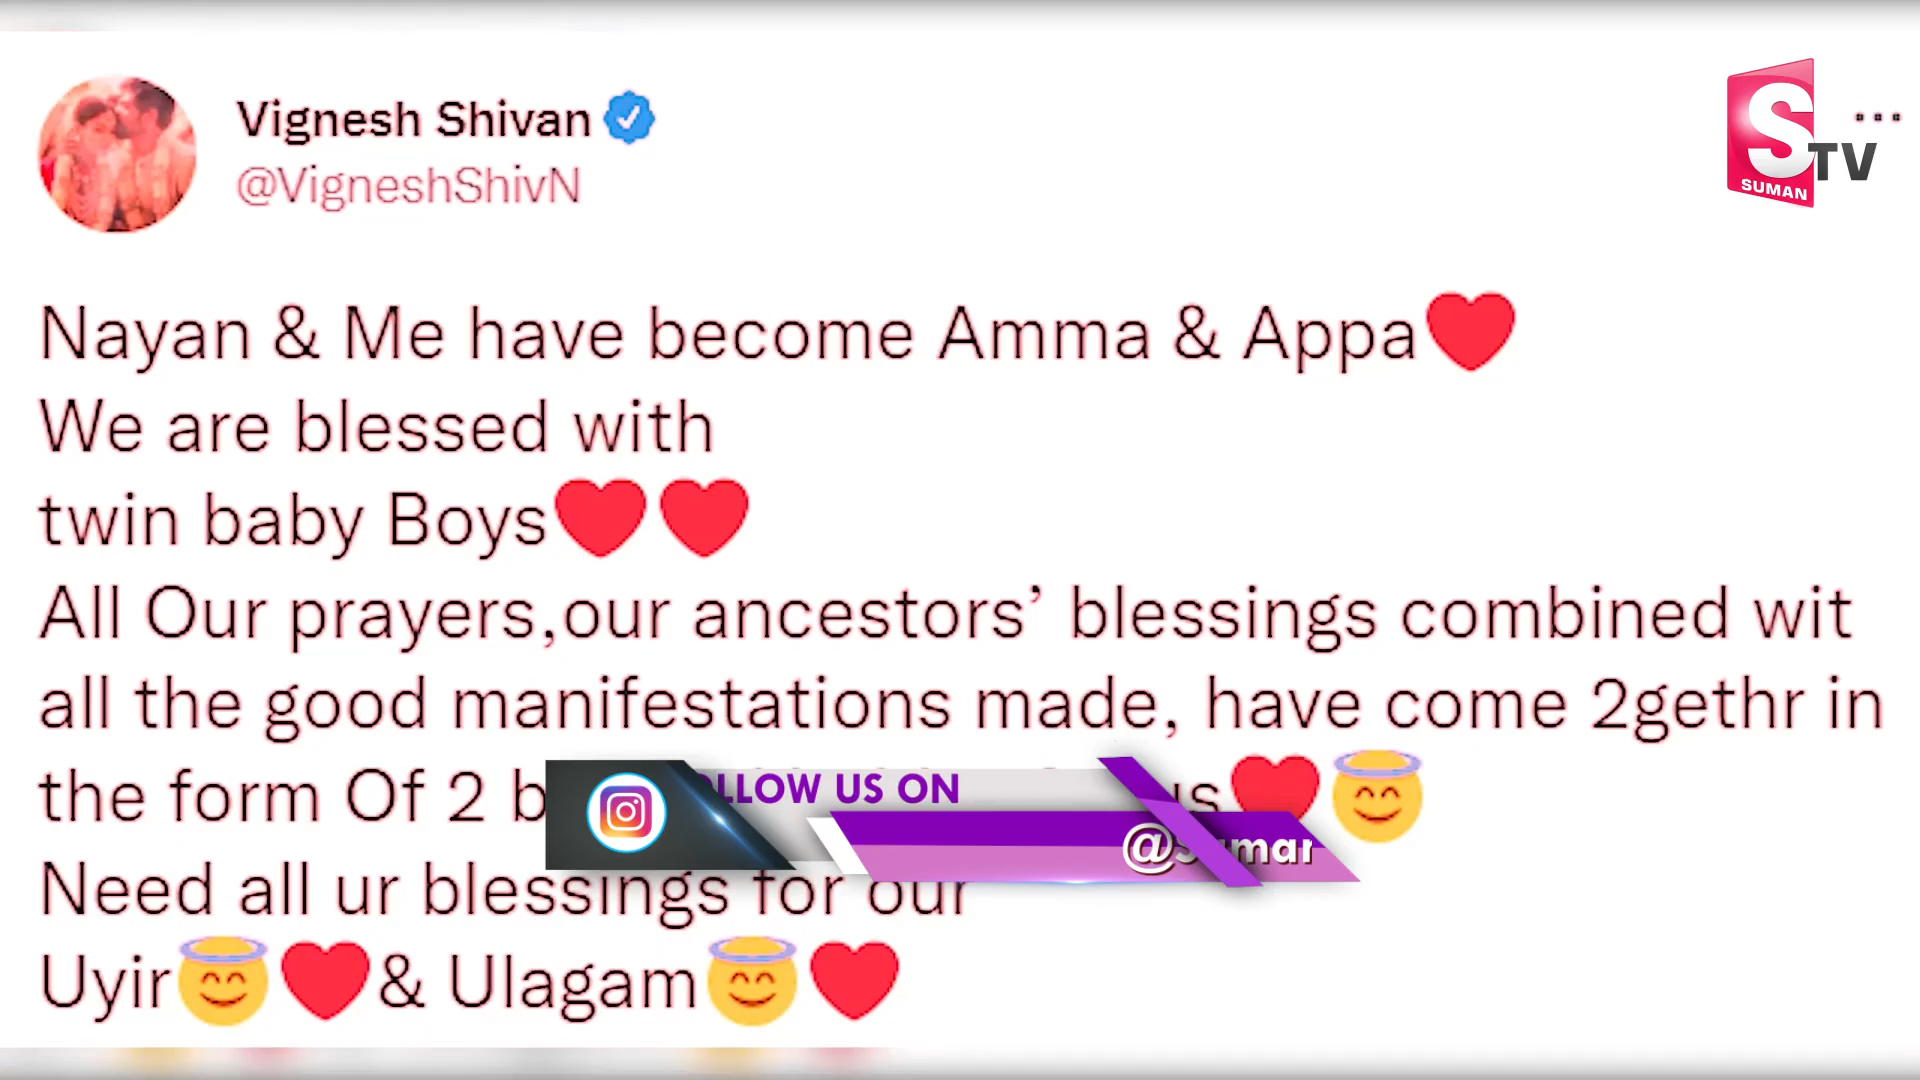 Vignesh Shivan
@VigneshShivN
S TV
SUMAN
...
Nayan & Me have become Amma & Appa❤️
We are blessed with
twin baby Boys❤️❤️
All Our prayers,our ancestors’ blessings combined wit
all the good manifestations made, have come 2gethr in
the form Of 2 us❤️😇
OLLOW US ON
Need all ur blessings for our
Uyir😇❤️& Ulagam😇❤️